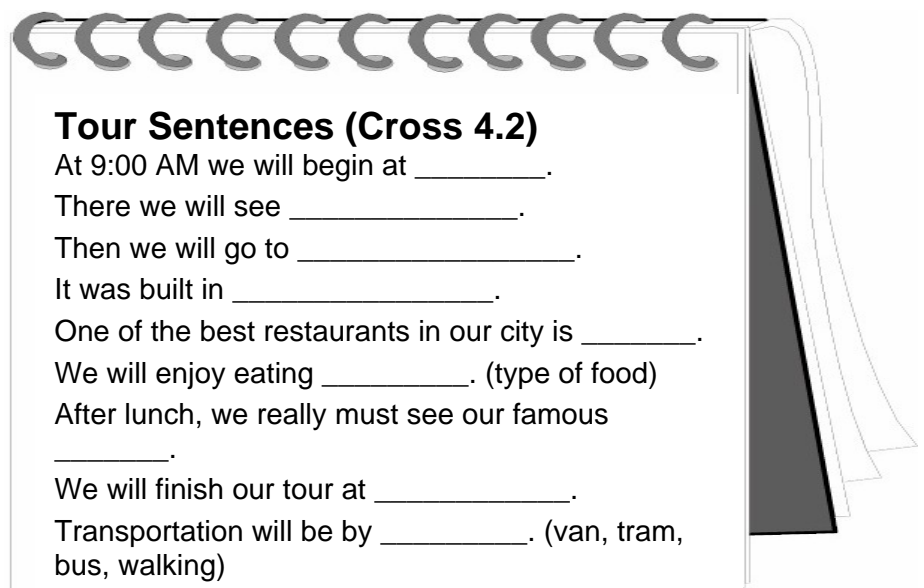 Tour Sentences (Cross 4.2)
At 9:00 AM we will begin at ________.
There we will see ______________.
Then we will go to _________________.
It was built in ________________.
One of the best restaurants in our city is _______.
We will enjoy eating _________. (type of food)
After lunch, we really must see our famous
_______.
We will finish our tour at ____________.
Transportation will be by _________. (van, tram,
bus, walking)